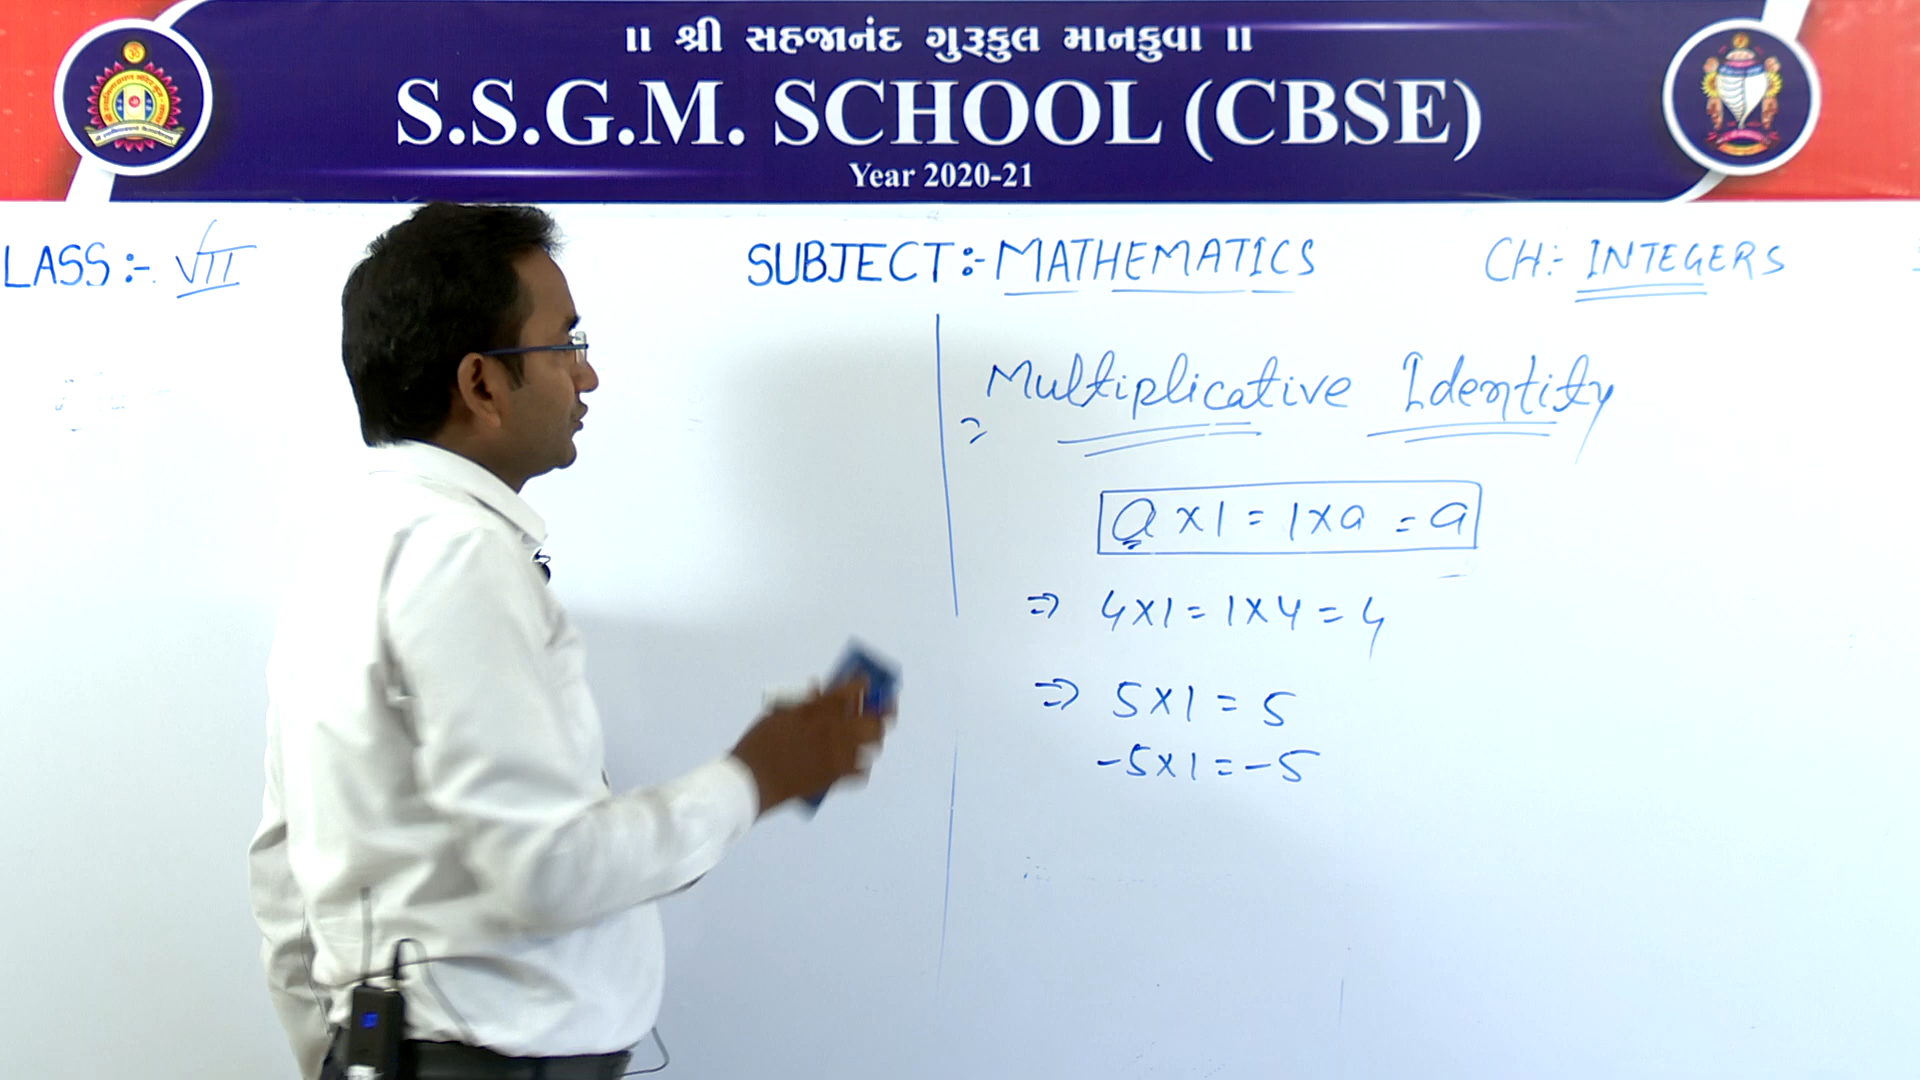 ॥ શ્રી સહજાનંદ ગુરૂકુલ માનકુવા ॥
S.S.G.M. SCHOOL (CBSE)
Year 2020-21
LASS :- VII
SUBJECT :- MATHEMATICS
CH:- INTEGERS
Multiplicative Identity
a × 1 = 1 × a = a
⇒ 4 × 1 = 1 × 4 = 4
⇒ 5 × 1 = 5
-5 × 1 = -5